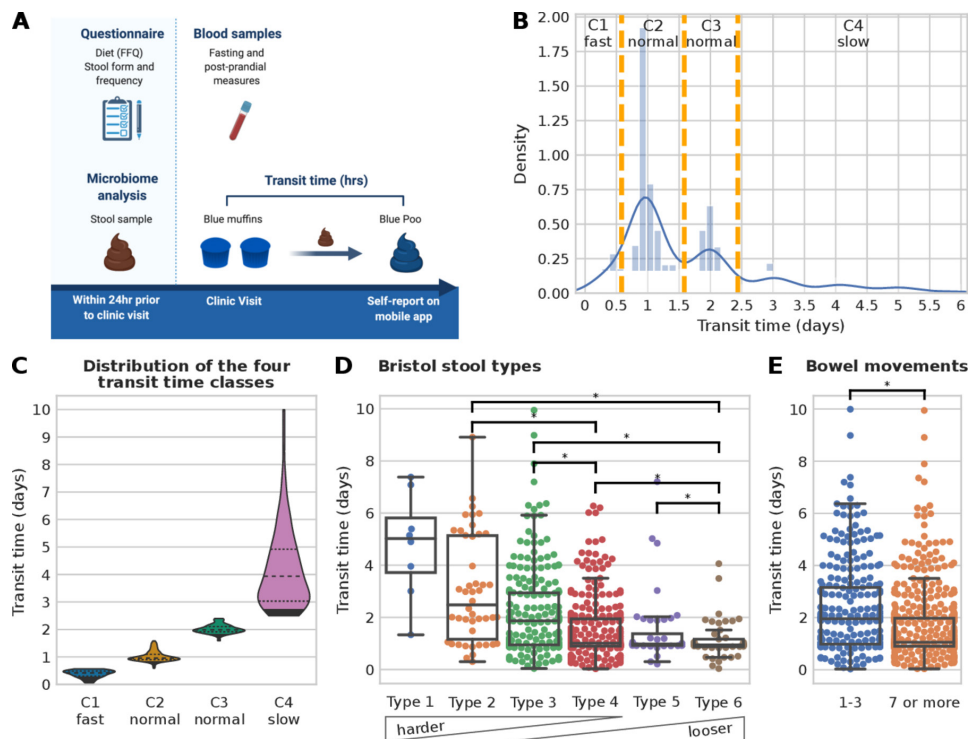 A
Questionnaire
Diet (FFQ)
Stool form and
frequency
Blood samples
Fasting and
post-prandial
measures
Microbiome
analysis
Stool sample
Transit time (hrs)
Blue muffins
Blue Poo
Within 24hr prior
to clinic visit
Clinic Visit
Self-report on
mobile app
B
C1
fast
C2
normal
C3
normal
C4
slow
Density
2.00
1.75
1.50
1.25
1.00
0.75
0.50
0.25
0.00
0 0.5 1 1.5 2 2.5 3 3.5 4 4.5 5 5.5 6
Transit time (days)
C
Distribution of the four
transit time classes
Transit time (days)
10
9
8
7
6
5
4
3
2
1
0
C1
fast
C2
normal
C3
normal
C4
slow
D
Bristol stool types
Transit time (days)
10
8
6
4
2
0
* * * * * *
Type 1 Type 2 Type 3 Type 4 Type 5 Type 6
harder
looser
E
Bowel movements
*
Transit time (days)
10
8
6
4
2
0
1-3 7 or more